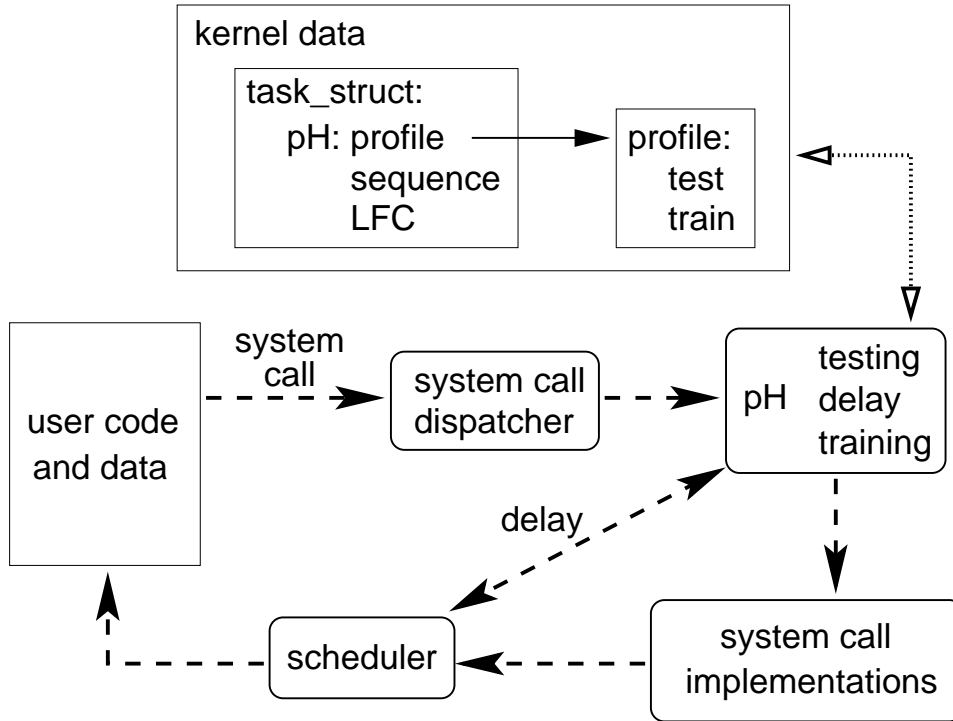 kernel data
task_struct:
pH: profile
sequence
LFC
profile:
test
train
system
call
user code
and data
system call
dispatcher
pH
testing
delay
training
delay
scheduler
system call
implementations